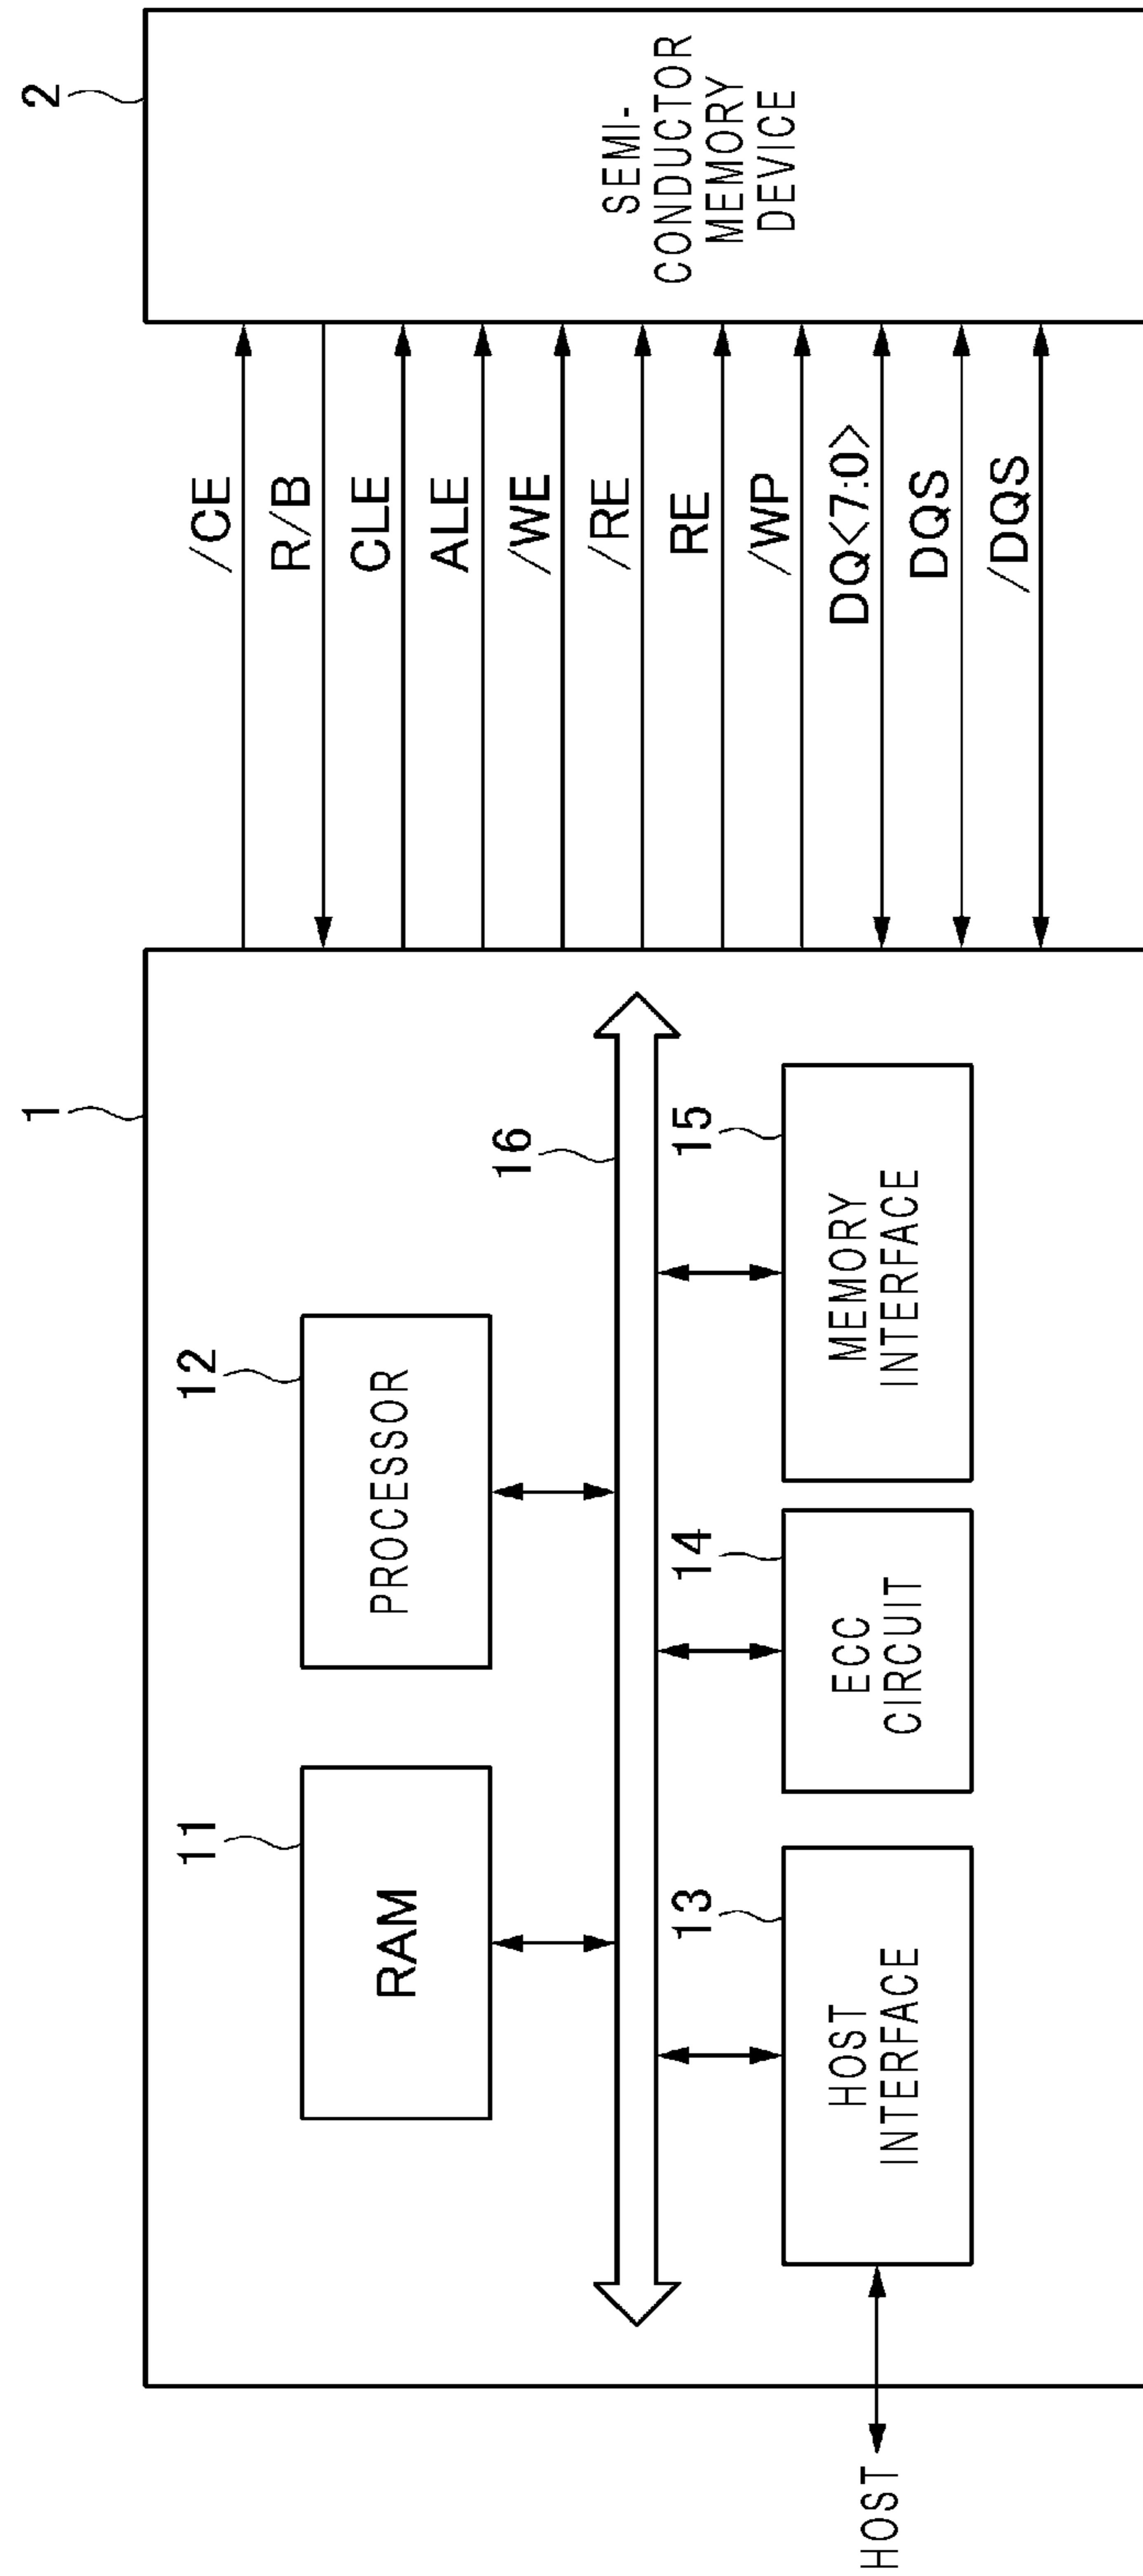 1
2
11
RAM
12
PROCESSOR
16
13
HOST
INTERFACE
14
ECC
CIRCUIT
15
MEMORY
INTERFACE
HOST
/CE
R/B
CLE
ALE
/WE
/RE
RE
/WP
DQ<7:0>
DQS
/DQS
SEMI-
CONDUCTOR
MEMORY
DEVICE